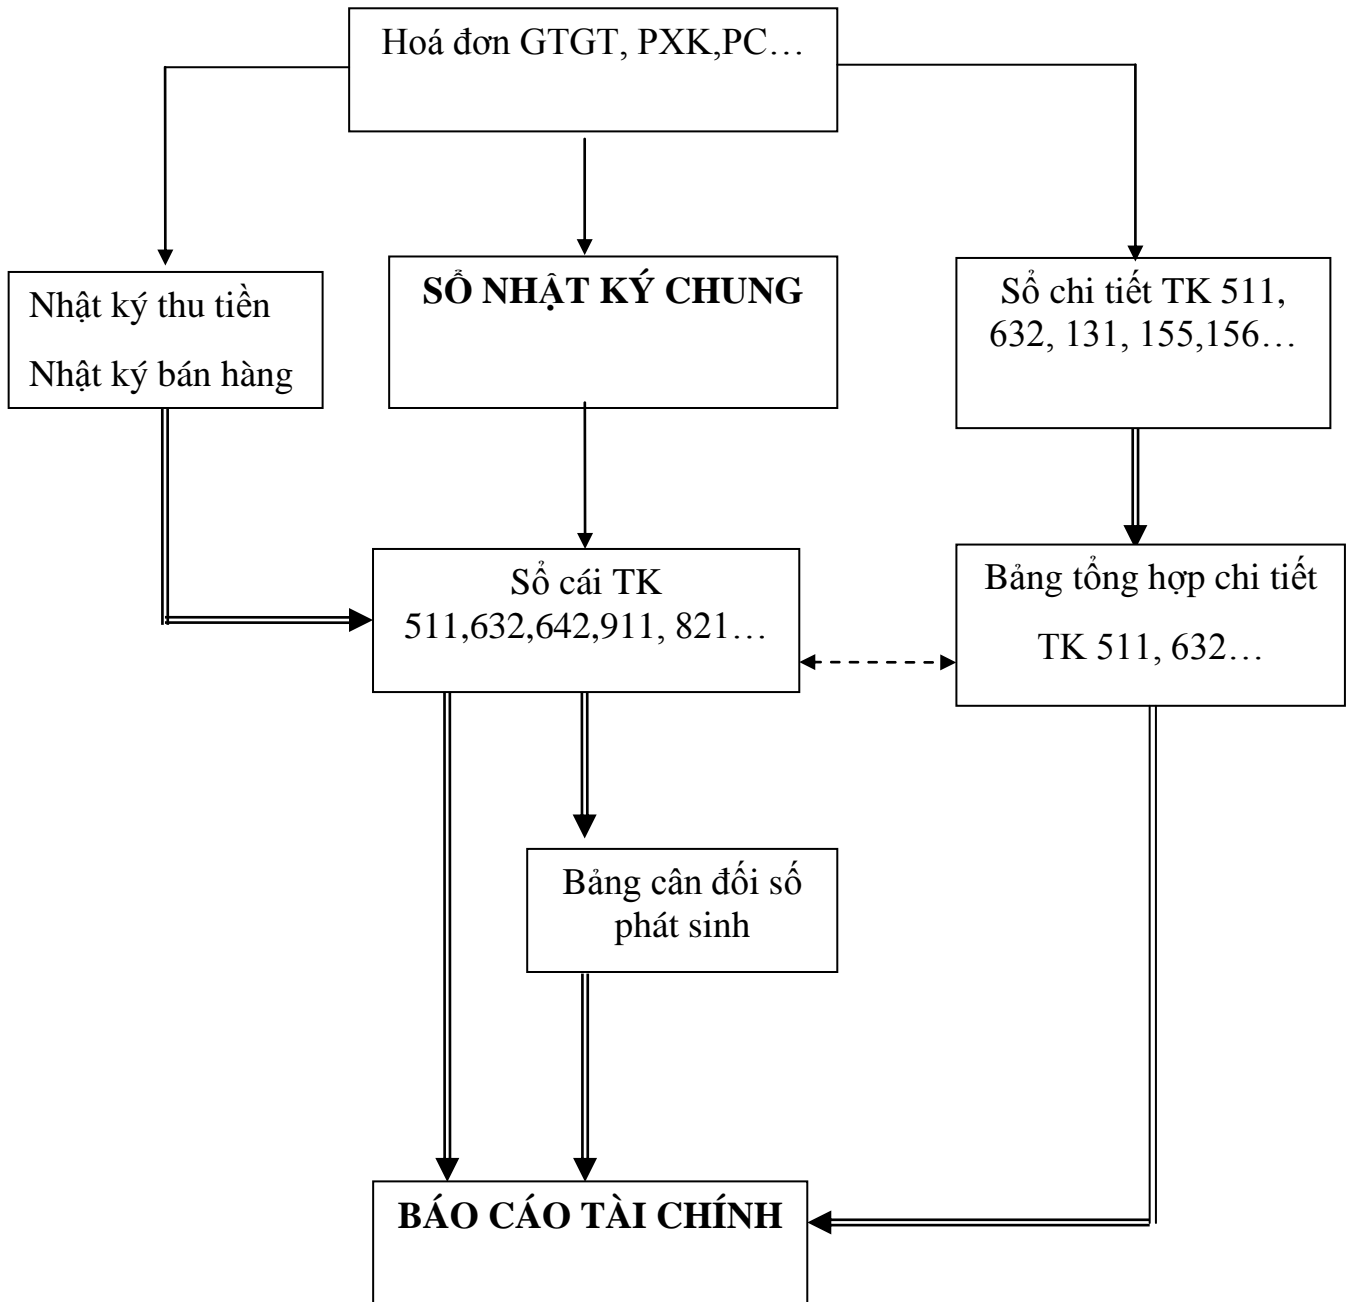 Hoá đơn GTGT, PXK,PC…
Nhật ký thu tiền
Nhật ký bán hàng
SỔ NHẬT KÝ CHUNG
Sổ chi tiết TK 511,
632, 131, 155,156…
Sổ cái TK
511,632,642,911, 821…
Bảng tổng hợp chi tiết
TK 511, 632…
Bảng cân đối số
phát sinh
BÁO CÁO TÀI CHÍNH